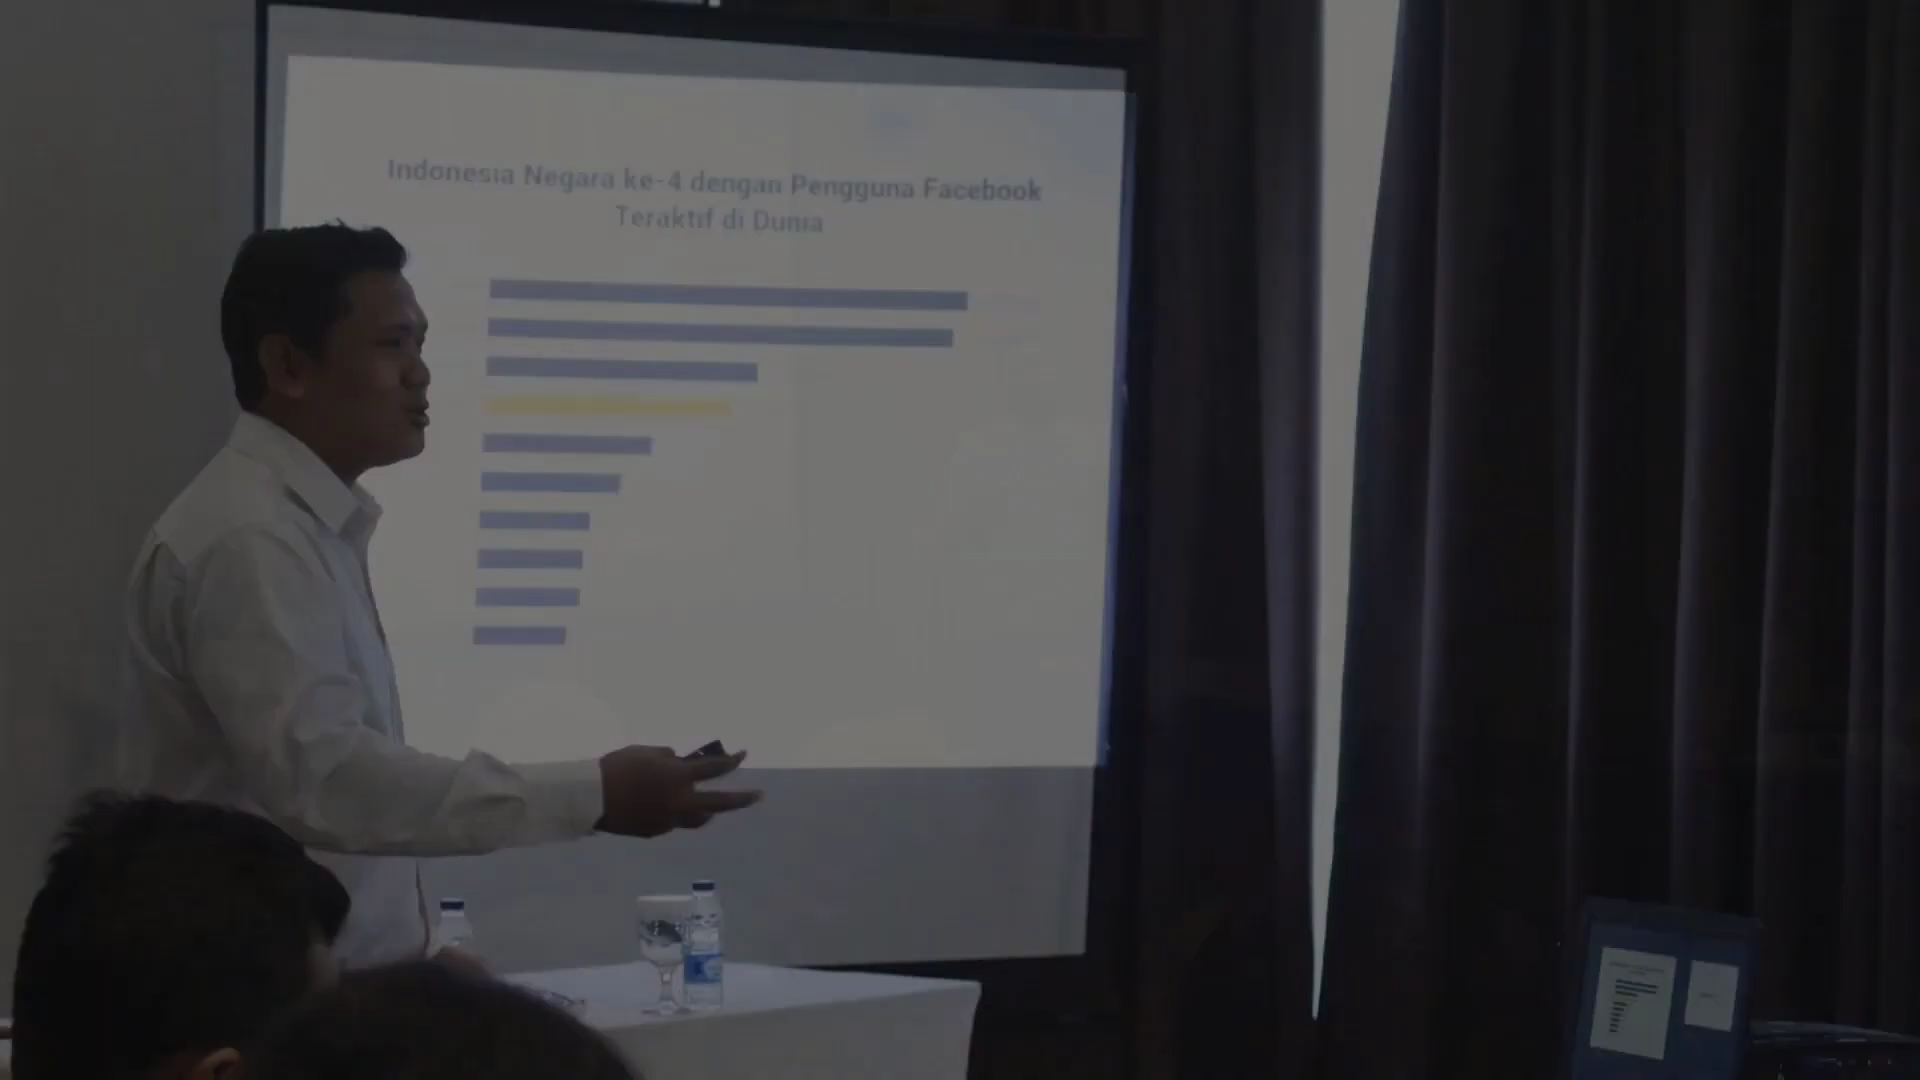 Indonesia Negara ke-4 dengan Pengguna Facebook
Teraktif di Dunia